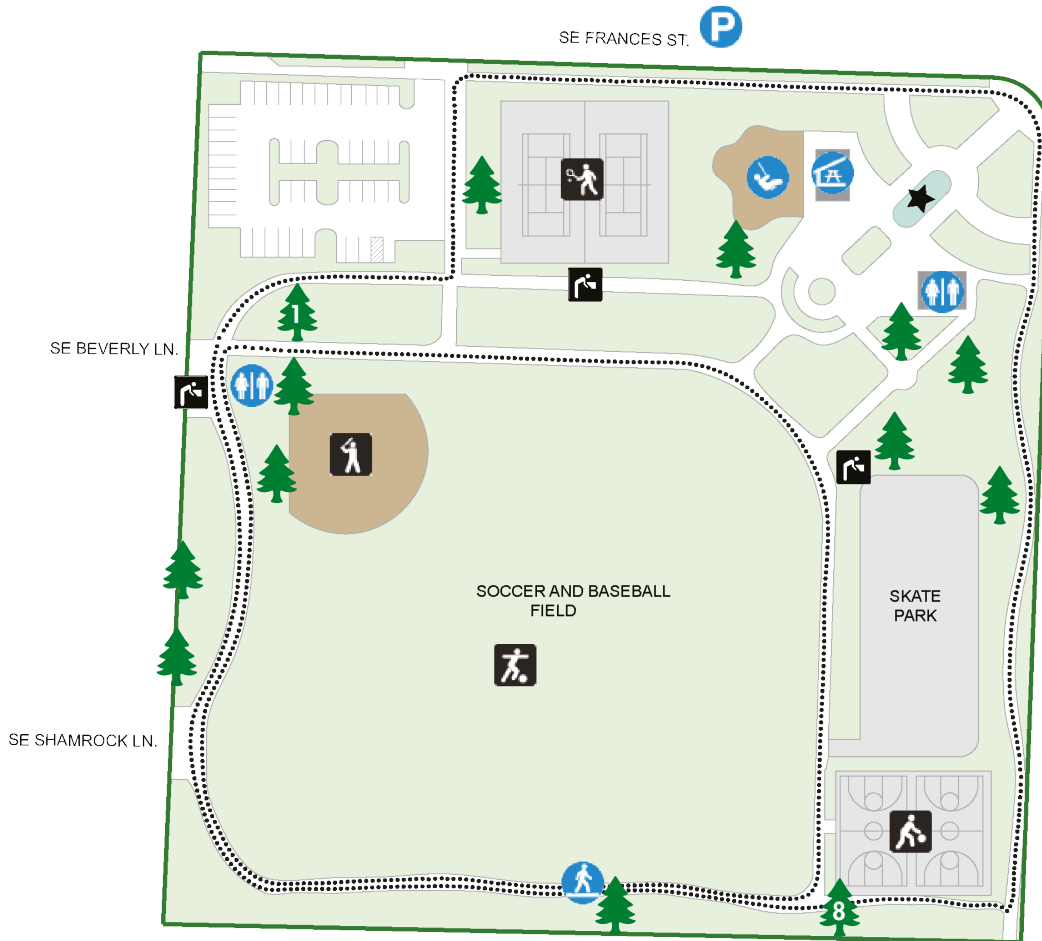 SE FRANCES ST.
P
1
SE BEVERLY LN.
SOCCER AND BASEBALL
FIELD
SKATE
PARK
SE SHAMROCK LN.
8